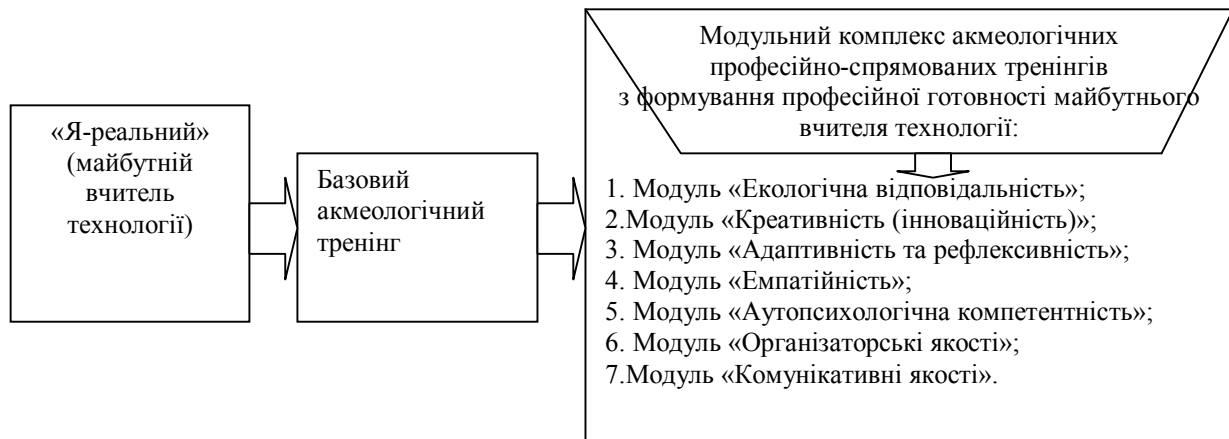 «Я-реальний»
(майбутній
вчитель
технології)
Базовий
акмеологічний
тренінг
Модульний комплекс акмеологічних
професійно-спрямованих тренінгів
з формування професійної готовності майбутнього
вчителя технології:
1. Модуль «Екологічна відповідальність»;
2.Модуль «Креативність (інноваційність)»;
3. Модуль «Адаптивність та рефлексивність»;
4. Модуль «Емпатійність»;
5. Модуль «Аутопсихологічна компетентність»;
6. Модуль «Організаторські якості»;
7.Модуль «Комунікативні якості».